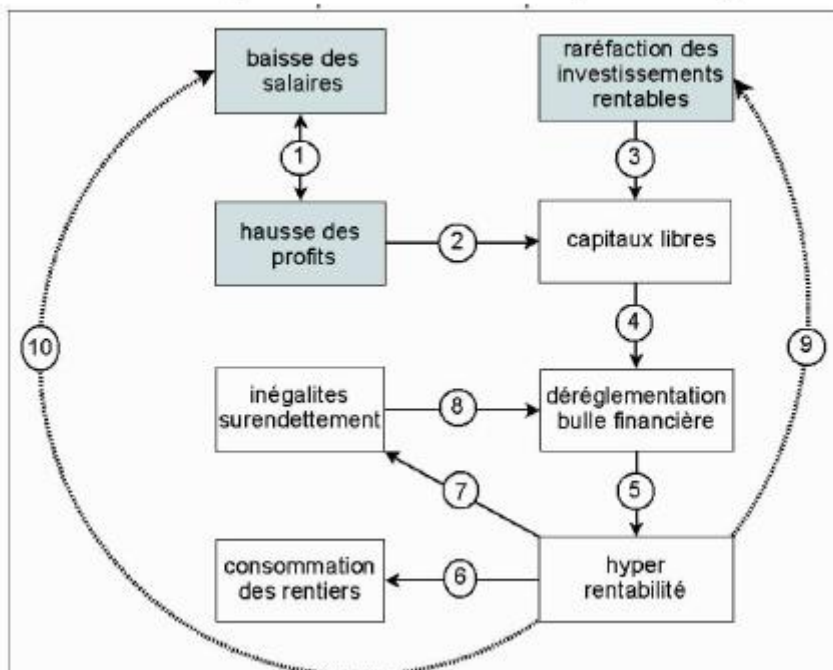 baisse des
salaires
raréfaction des
investissements
rentables
1
3
hausse des
profits
2
capitaux libres
4
10
9
inégalites
surendettement
8
déréglementation
bulle financière
7
5
consommation
des rentiers
6
hyper
rentabilité